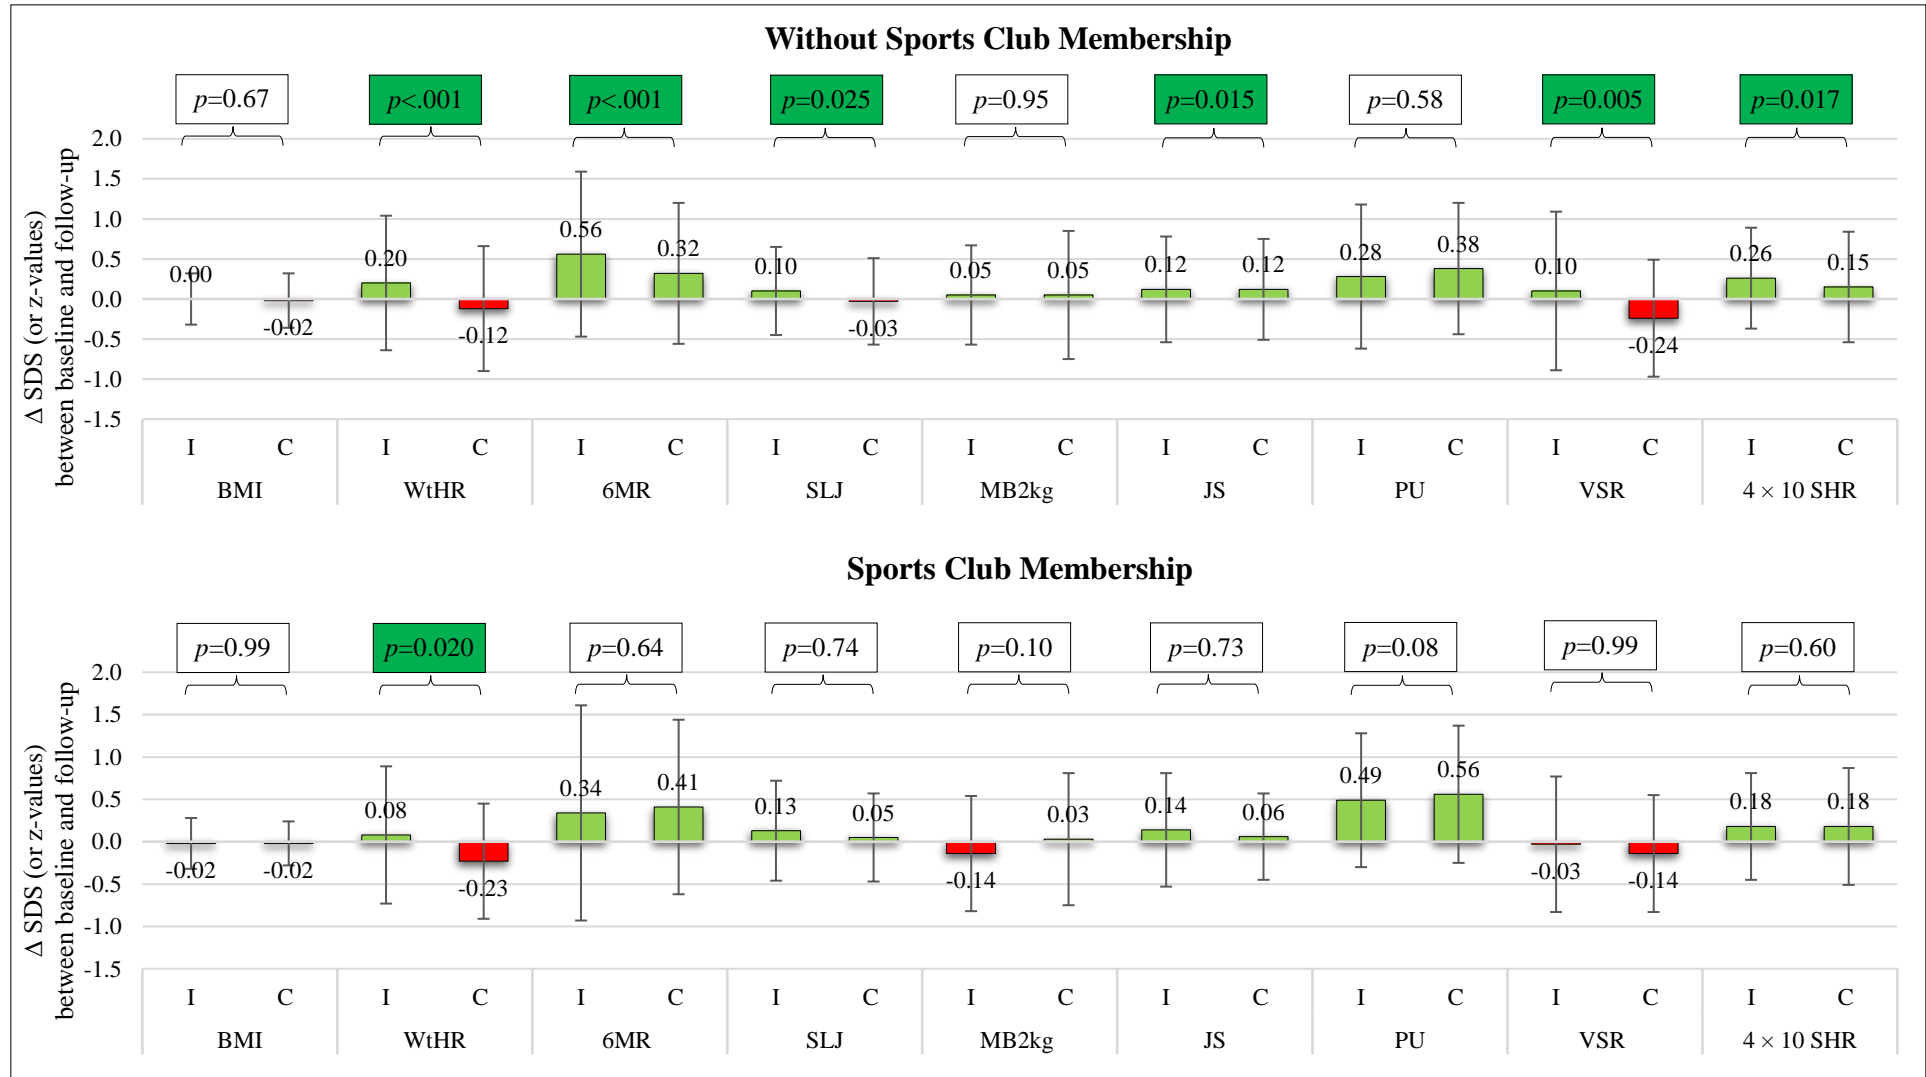 Without Sports Club Membership
p=0.67 p<.001 p<.001 p=0.025 p=0.95 p=0.015 p=0.58 p=0.005 p=0.017
Δ SDS (or z-values)
between baseline and follow-up
2.0
1.5
1.0
0.5
0.0
-0.5
-1.0
-1.5
0.00 -0.02 0.20 -0.12 0.56 0.32 0.10 -0.03 0.05 0.05 0.12 0.12 0.28 0.38 0.10 -0.24 0.26 0.15
I C I C I C I C I C I C I C I C I C
BMI WtHR 6MR SLJ MB2kg JS PU VSR 4 × 10 SHR
Sports Club Membership
p=0.99 p=0.020 p=0.64 p=0.74 p=0.10 p=0.73 p=0.08 p=0.99 p=0.60
Δ SDS (or z-values)
between baseline and follow-up
2.0
1.5
1.0
0.5
0.0
-0.5
-1.0
-1.5
-0.02 -0.02 0.08 -0.23 0.34 0.41 0.13 0.05 -0.14 0.03 0.14 0.06 0.49 0.56 -0.03 -0.14 0.18 0.18
I C I C I C I C I C I C I C I C I C
BMI WtHR 6MR SLJ MB2kg JS PU VSR 4 × 10 SHR